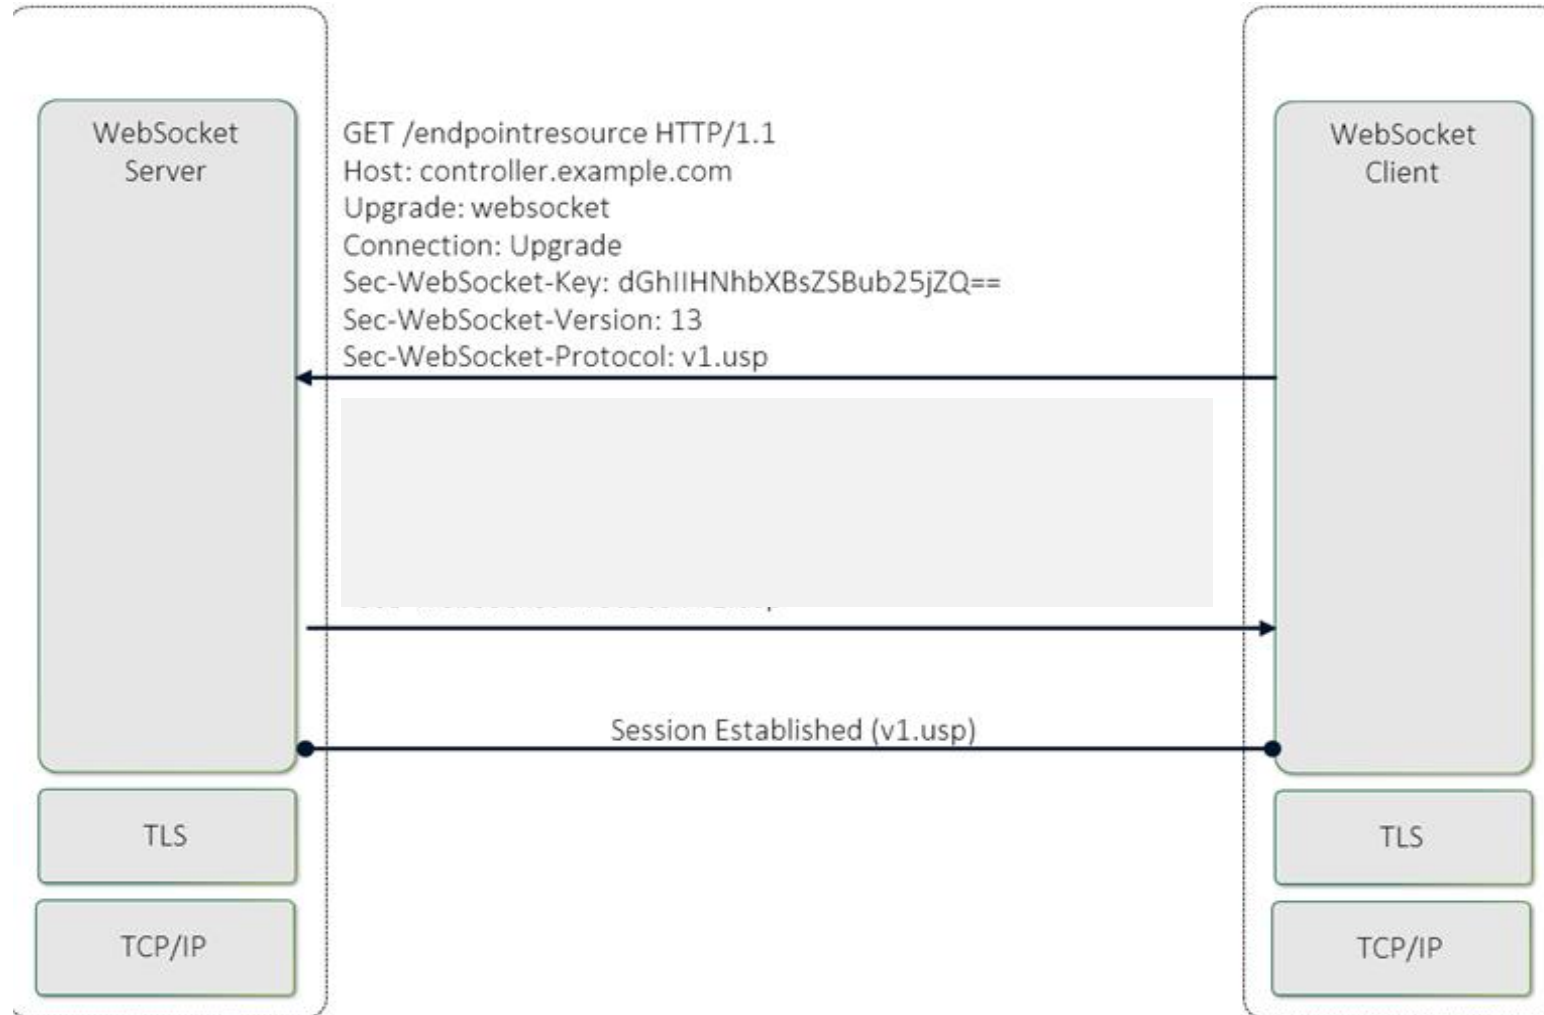 WebSocket
Server
GET /endpointresource HTTP/1.1
Host: controller.example.com
Upgrade: websocket
Connection: Upgrade
Sec-WebSocket-Key: dGhIIHNhbXBsZSBub25jZQ==
Sec-WebSocket-Version: 13
Sec-WebSocket-Protocol: v1.usp
WebSocket
Client
Session Established (v1.usp)
TLS
TLS
TCP/IP
TCP/IP